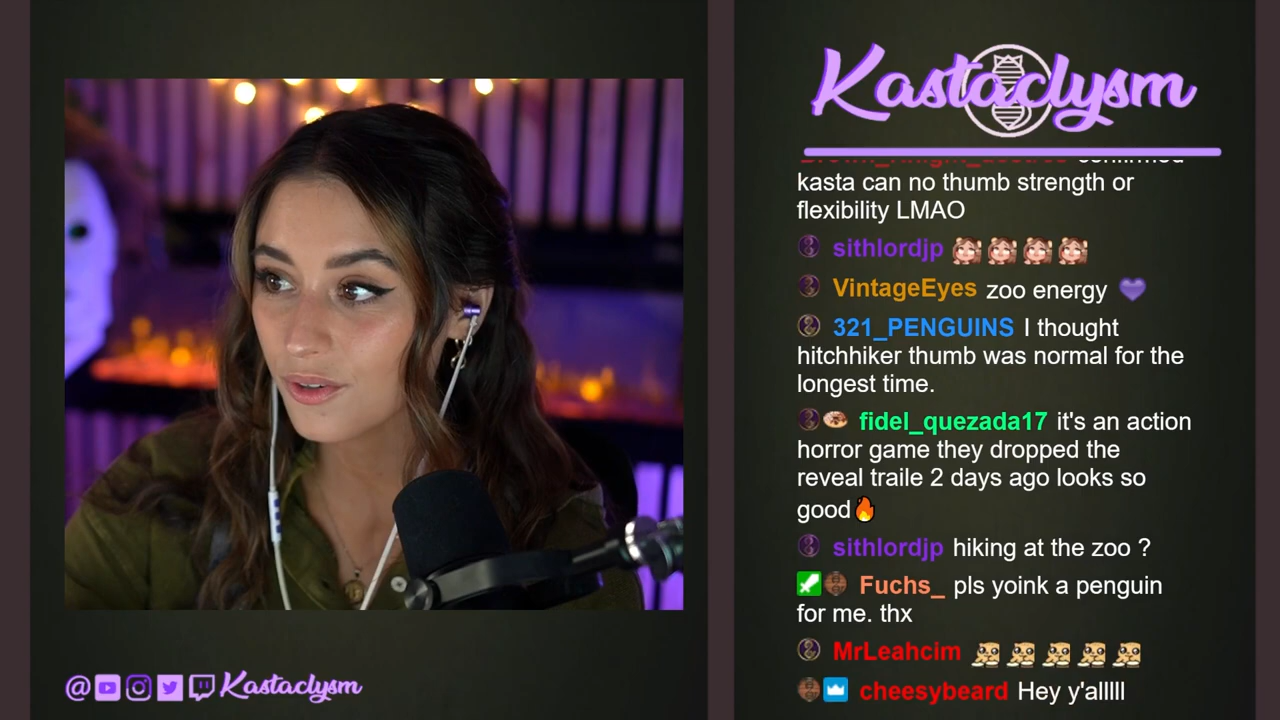 Kastaclysm
kasta can no thumb strength or
flexibility LMAO
sithlordjp
VintageEyes zoo energy
321_PENGUINS I thought
hitchhiker thumb was normal for the
longest time.
fidel_quezada17 it's an action
horror game they dropped the
reveal traile 2 days ago looks so
good🔥
sithlordjp hiking at the zoo ?
Fuchs_ pls yoink a penguin
for me. thx
MrLeahcim
cheesybeard Hey y'alllll
@Kastaclysm